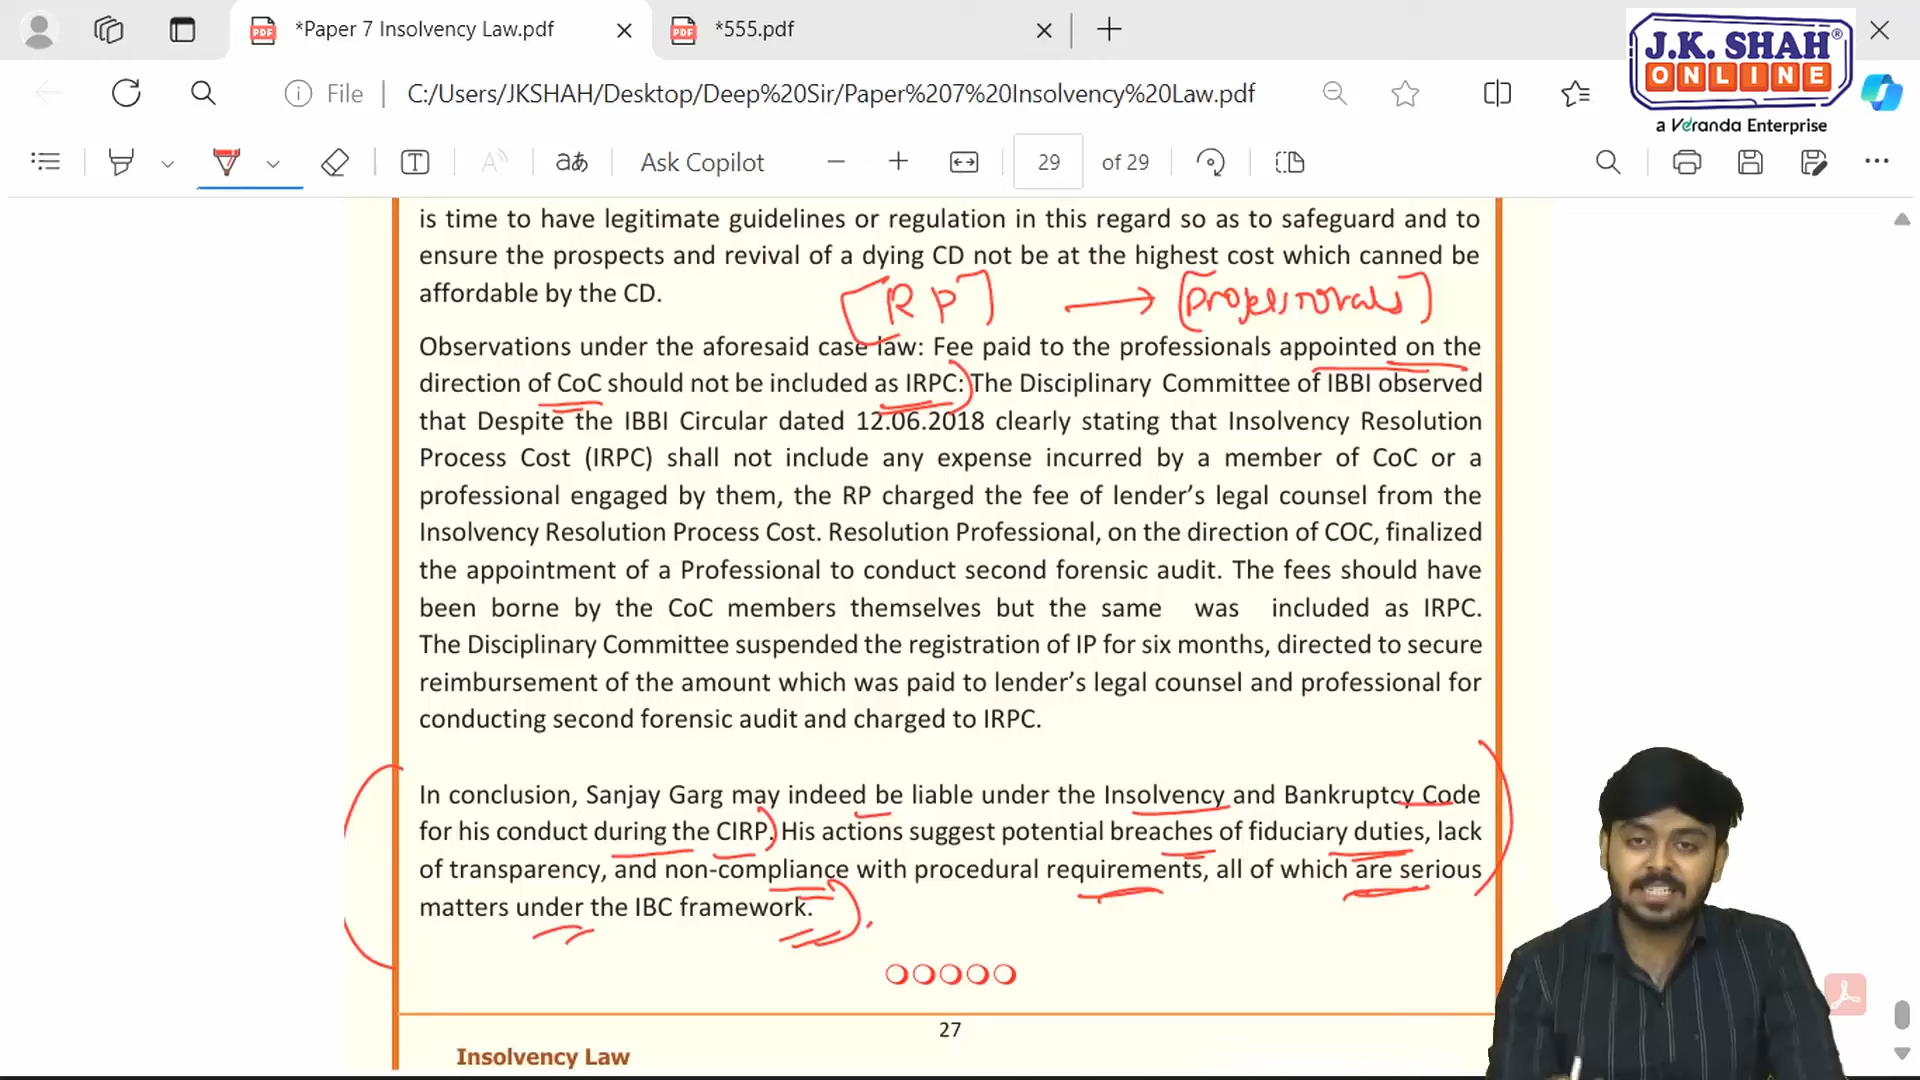 *Paper 7 Insolvency Law.pdf
*555.pdf
J.K. SHAH®
ONLINE
a Veranda Enterprise
File
C:/Users/JKSHAH/Desktop/Deep%20Sir/Paper%207%20Insolvency%20Law.pdf
aあ
Ask Copilot
29 of 29
is time to have legitimate guidelines or regulation in this regard so as to safeguard and to
ensure the prospects and revival of a dying CD not be at the highest cost which canned be
affordable by the CD.
[RP] → [Professionals]
Observations under the aforesaid case law: Fee paid to the professionals appointed on the
direction of CoC should not be included as IRPC: The Disciplinary Committee of IBBI observed
that Despite the IBBI Circular dated 12.06.2018 clearly stating that Insolvency Resolution
Process Cost (IRPC) shall not include any expense incurred by a member of CoC or a
professional engaged by them, the RP charged the fee of lender's legal counsel from the
Insolvency Resolution Process Cost. Resolution Professional, on the direction of COC, finalized
the appointment of a Professional to conduct second forensic audit. The fees should have
been borne by the CoC members themselves but the same was included as IRPC.
The Disciplinary Committee suspended the registration of IP for six months, directed to secure
reimbursement of the amount which was paid to lender's legal counsel and professional for
conducting second forensic audit and charged to IRPC.
In conclusion, Sanjay Garg may indeed be liable under the Insolvency and Bankruptcy Code
for his conduct during the CIRP. His actions suggest potential breaches of fiduciary duties, lack
of transparency, and non-compliance with procedural requirements, all of which are serious
matters under the IBC framework.
27
Insolvency Law